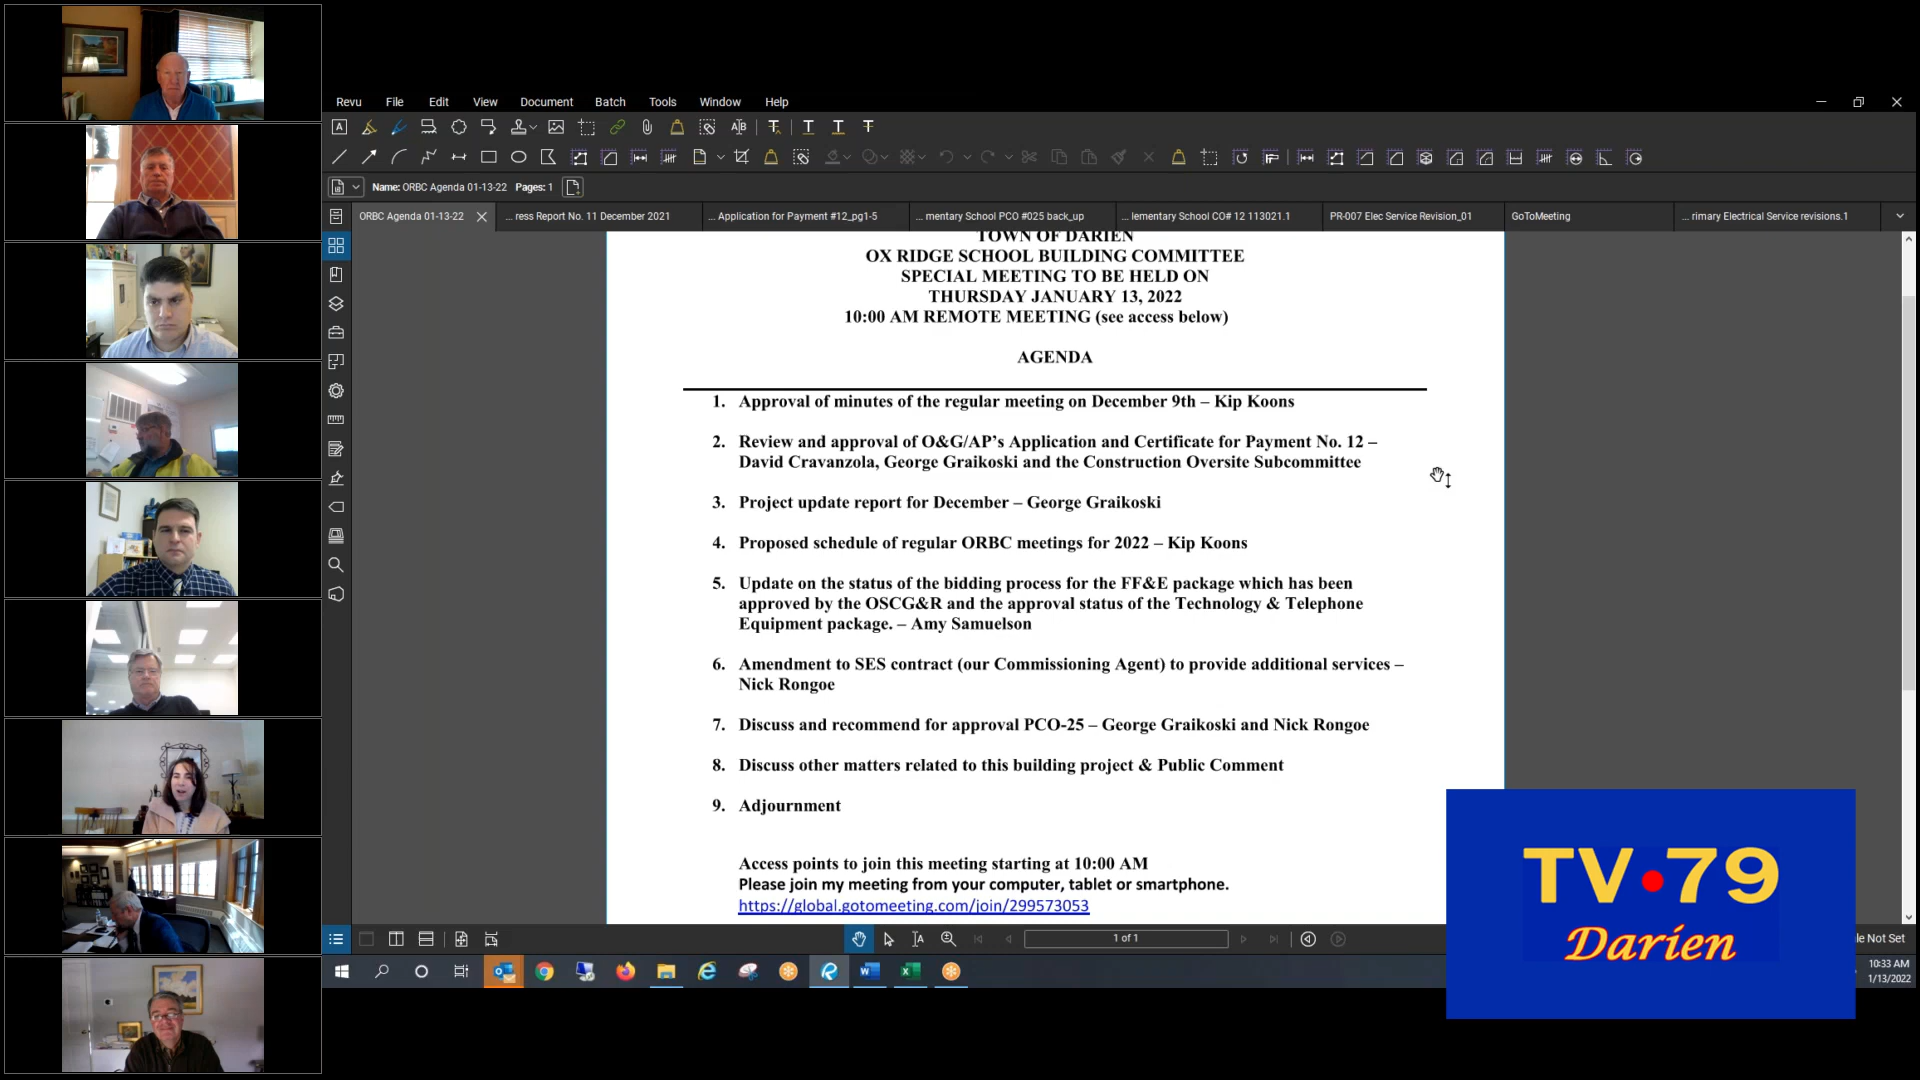 Revu File Edit View Document Batch Tools Window Help
Name: ORBC Agenda 01-13-22 Pages: 1
ORBC Agenda 01-13-22
... ress Report No. 11 December 2021
... Application for Payment #12_pg1-5
... mentary School PCO #025 back_up
... lementary School CO# 12 113021.1
PR-007 Elec Service Revision_01
GoToMeeting
... rimary Electrical Service revisions.1
TOWN OF DARIEN
OX RIDGE SCHOOL BUILDING COMMITTEE
SPECIAL MEETING TO BE HELD ON
THURSDAY JANUARY 13, 2022
10:00 AM REMOTE MEETING (see access below)
AGENDA
1. Approval of minutes of the regular meeting on December 9th – Kip Koons
2. Review and approval of O&G/AP’s Application and Certificate for Payment No. 12 –
David Cravanzola, George Graikoski and the Construction Oversite Subcommittee
3. Project update report for December – George Graikoski
4. Proposed schedule of regular ORBC meetings for 2022 – Kip Koons
5. Update on the status of the bidding process for the FF&E package which has been
approved by the OSCG&R and the approval status of the Technology & Telephone
Equipment package. – Amy Samuelson
6. Amendment to SES contract (our Commissioning Agent) to provide additional services –
Nick Rongoe
7. Discuss and recommend for approval PCO-25 – George Graikoski and Nick Rongoe
8. Discuss other matters related to this building project & Public Comment
9. Adjournment
Access points to join this meeting starting at 10:00 AM
Please join my meeting from your computer, tablet or smartphone.
https://global.gotomeeting.com/join/299573053
TV•79
Darien
1 of 1
le Not Set
10:33 AM
1/13/2022